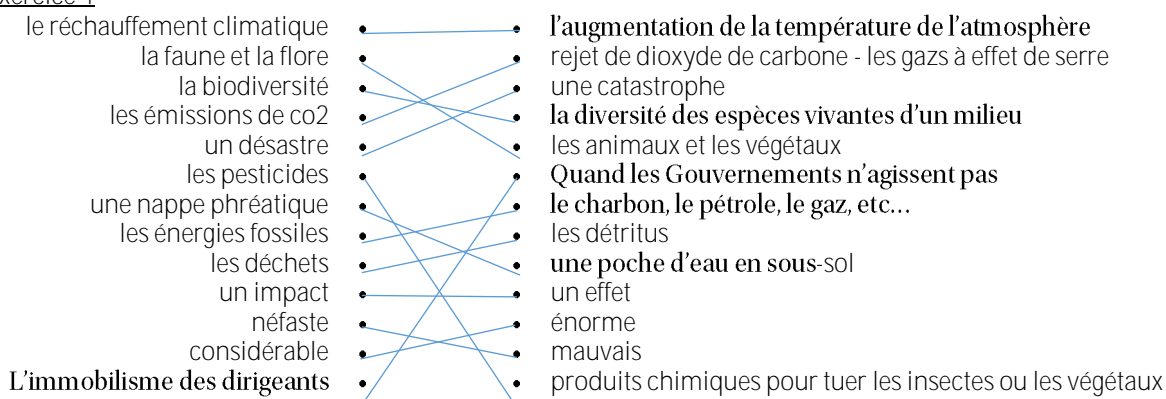 le réchauffement climatique l'augmentation de la température de l'atmosphère
la faune et la flore rejet de dioxyde de carbone - les gazs à effet de serre
la biodiversité une catastrophe
les émissions de co2 la diversité des espèces vivantes d'un milieu
un désastre les animaux et les végétaux
les pesticides Quand les Gouvernements n'agissent pas
une nappe phréatique le charbon, le pétrole, le gaz, etc...
les énergies fossiles les détritus
les déchets une poche d'eau en sous-sol
un impact un effet
néfaste énorme
considérable mauvais
L'immobilisme des dirigeants produits chimiques pour tuer les insectes ou les végétaux